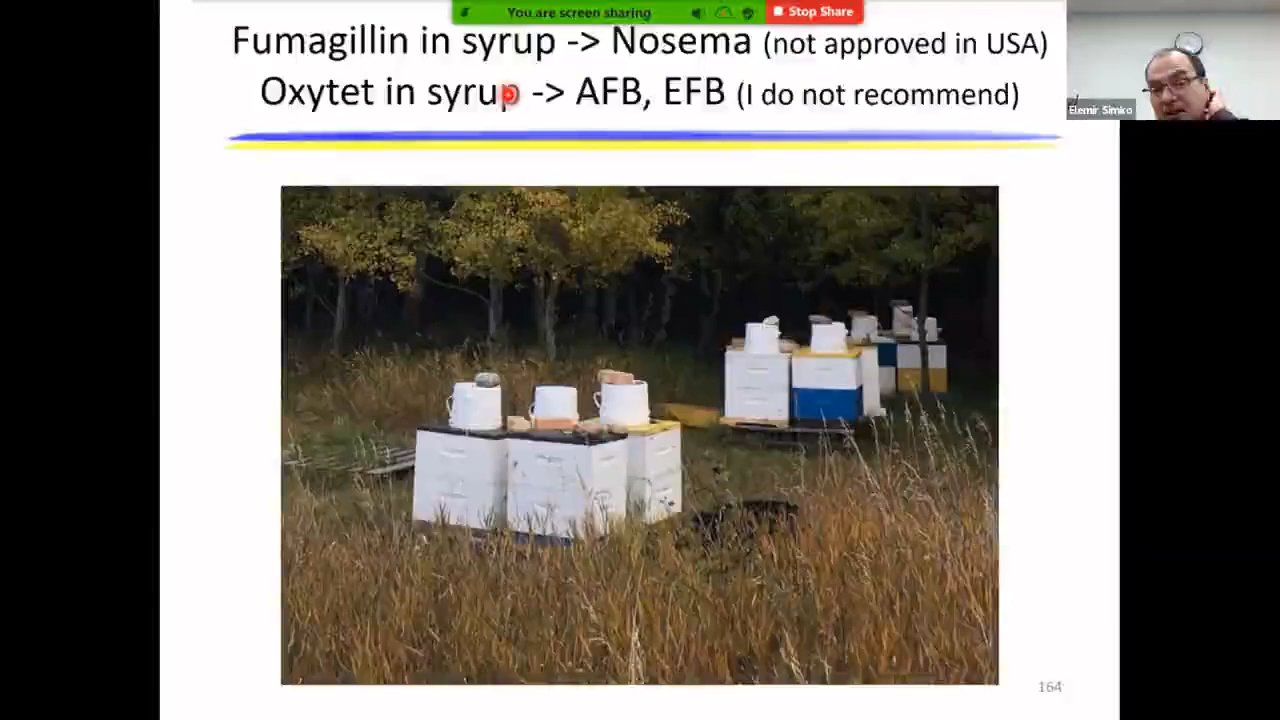 You are screen sharing
Stop Share
Fumagillin in syrup -> Nosema (not approved in USA)
Oxytet in syrup -> AFB, EFB (I do not recommend)
Elemir Simko
164